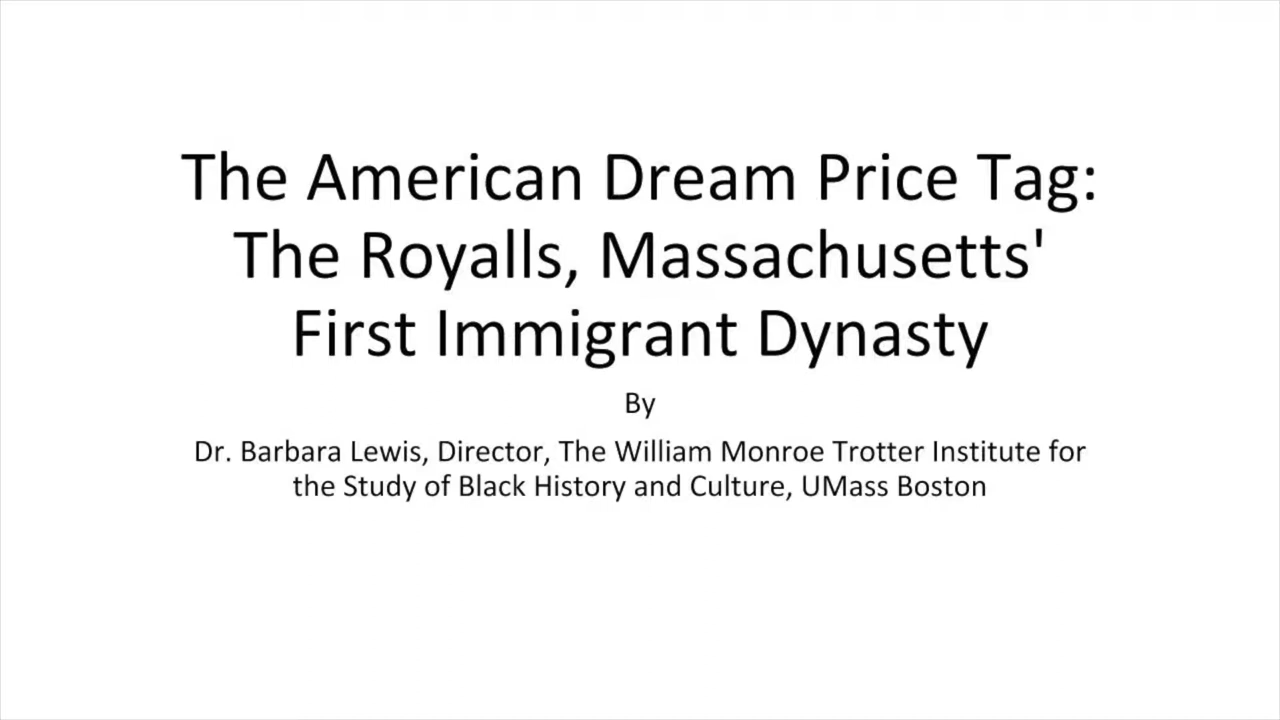 The American Dream Price Tag:
The Royalls, Massachusetts'
First Immigrant Dynasty
By
Dr. Barbara Lewis, Director, The William Monroe Trotter Institute for
the Study of Black History and Culture, UMass Boston